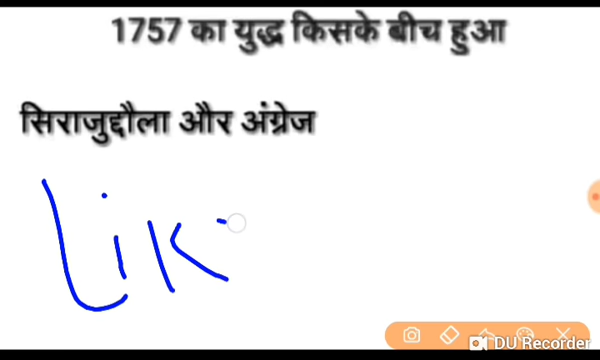 1757 का युद्ध किसके बीच हुआ
सिराजुद्दौला और अंग्रेज
Lik
DU Recorder